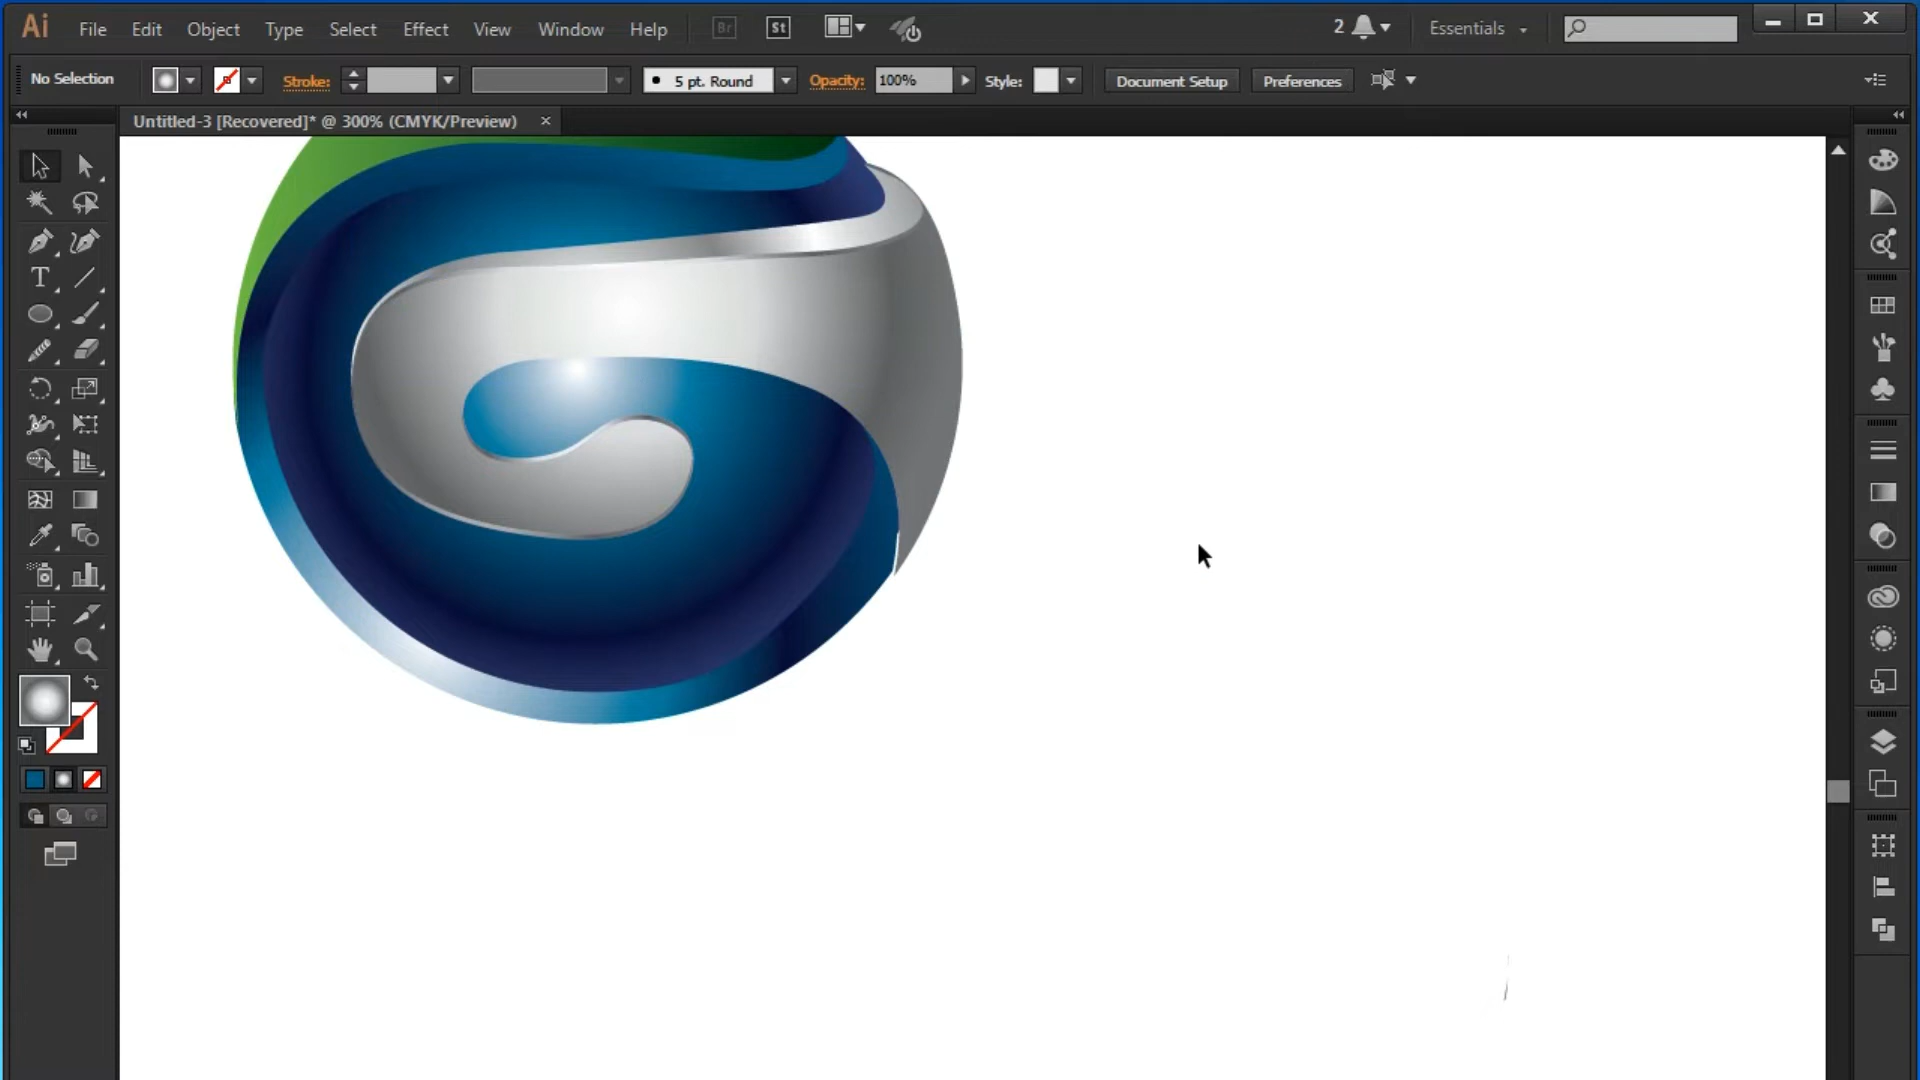 Ai File Edit Object Type Select Effect View Window Help Br St 2 Essentials
No Selection Stroke: 5 pt. Round Opacity: 100% Style: Document Setup Preferences
Untitled-3 [Recovered]* @ 300% (CMYK/Preview) ×
T